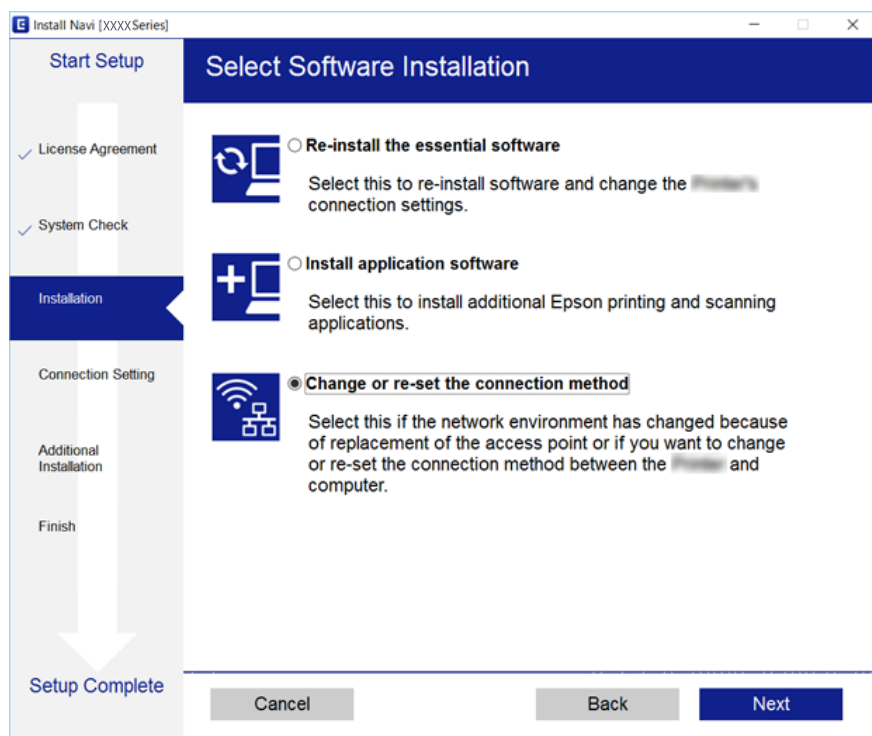 Install Navi [XXXX Series]
Start Setup
License Agreement
System Check
Installation
Connection Setting
Additional
Installation
Finish
Setup Complete
Select Software Installation
Re-install the essential software
Select this to re-install software and change the
connection settings.
Install application software
Select this to install additional Epson printing and scanning
applications.
Change or re-set the connection method
Select this if the network environment has changed because
of replacement of the access point or if you want to change
or re-set the connection method between the and
computer.
Cancel
Back
Next